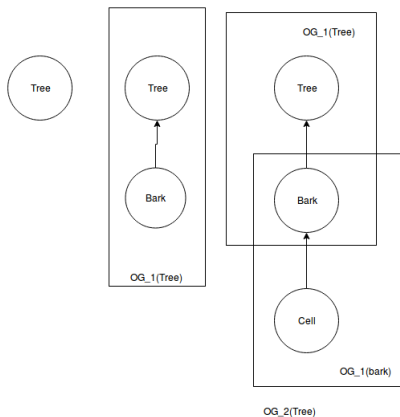 Tree
Tree
Bark
OG_1(Tree)
OG_1(Tree)
Tree
Bark
Cell
OG_1(bark)
OG_2(Tree)